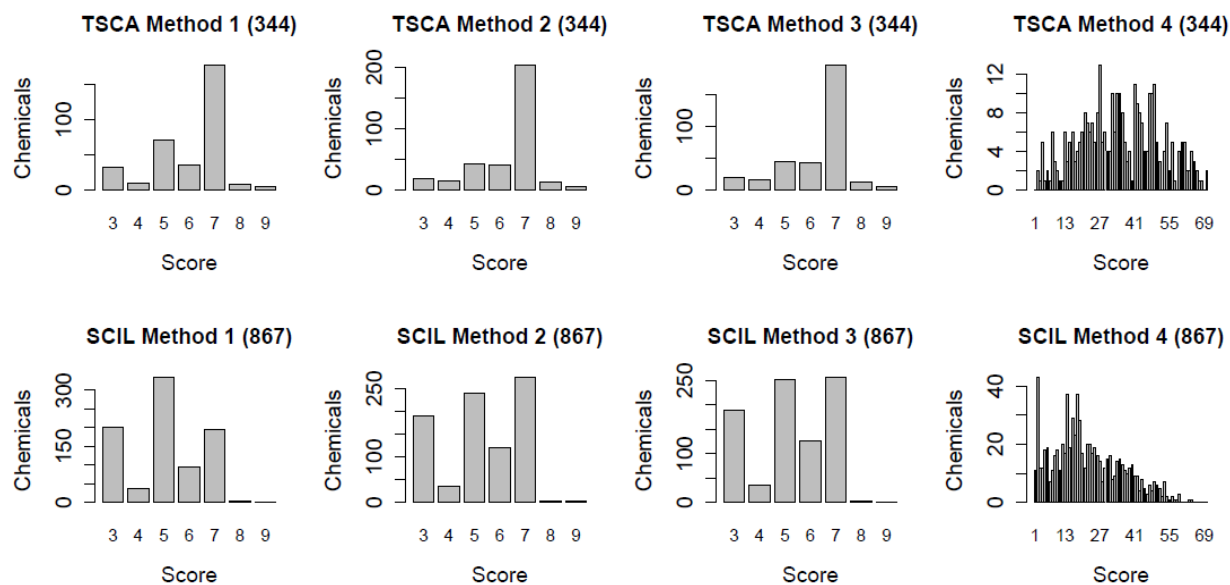 TSCA Method 1 (344)
Chemicals
0
100
3 4 5 6 7 8 9
Score
TSCA Method 2 (344)
Chemicals
0
100
200
3 4 5 6 7 8 9
Score
TSCA Method 3 (344)
Chemicals
0
100
3 4 5 6 7 8 9
Score
TSCA Method 4 (344)
Chemicals
0
4
8
12
1 13 27 41 55 69
Score
SCIL Method 1 (867)
Chemicals
0
150
300
3 4 5 6 7 8 9
Score
SCIL Method 2 (867)
Chemicals
0
100
250
3 4 5 6 7 8 9
Score
SCIL Method 3 (867)
Chemicals
0
100
250
3 4 5 6 7 8 9
Score
SCIL Method 4 (867)
Chemicals
0
20
40
1 13 27 41 55 69
Score